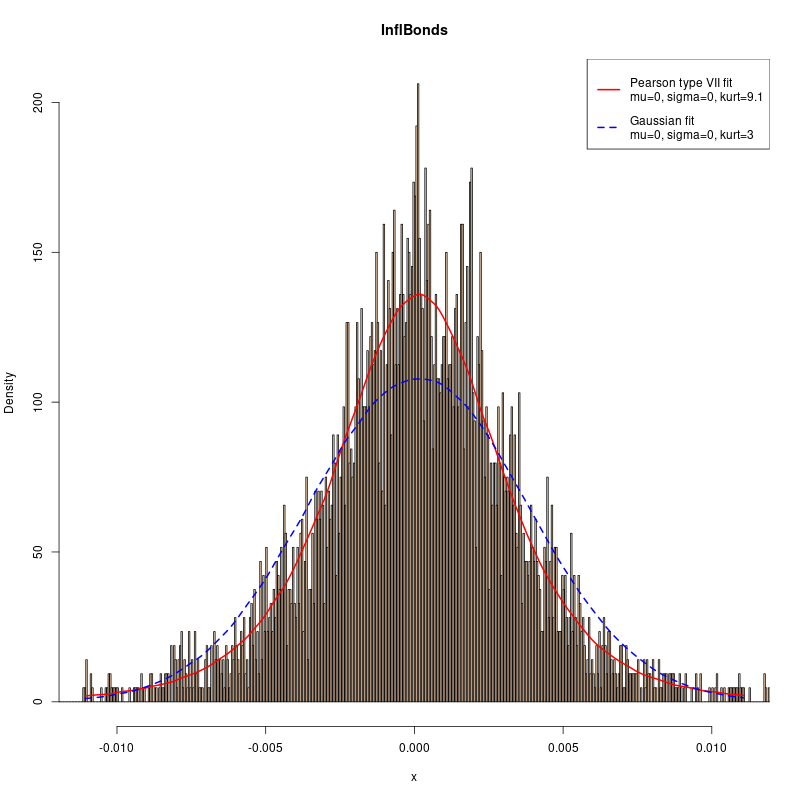 InflBonds
Pearson type VII fit
mu=0, sigma=0, kurt=9.1
Gaussian fit
mu=0, sigma=0, kurt=3
200
150
100
50
0
Density
-0.010 -0.005 0.000 0.005 0.010
x